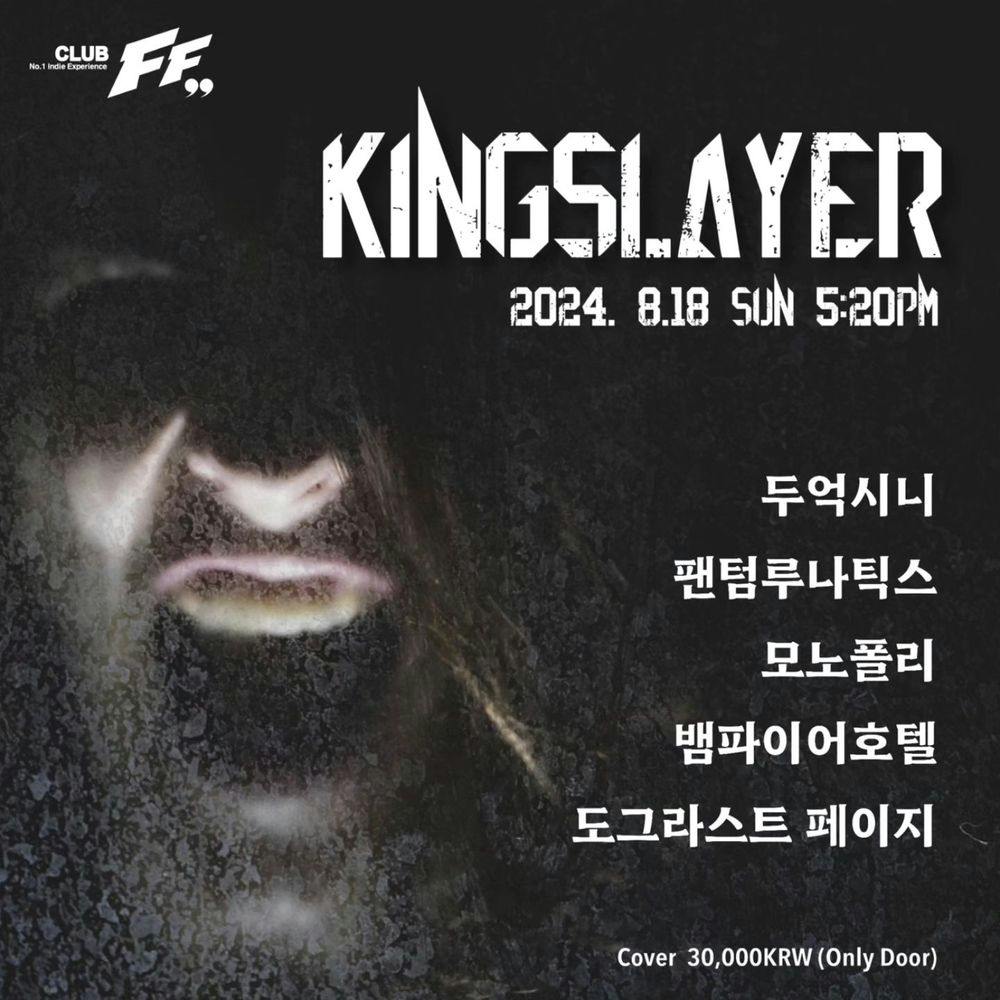 CLUB
No.1 Indie Experience
FF,,
KINGSLAYER
2024. 8.18 SUN 5:20PM
두억시니
팬텀루나틱스
모노폴리
뱀파이어호텔
도그라스트 페이지
Cover 30,000KRW (Only Door)